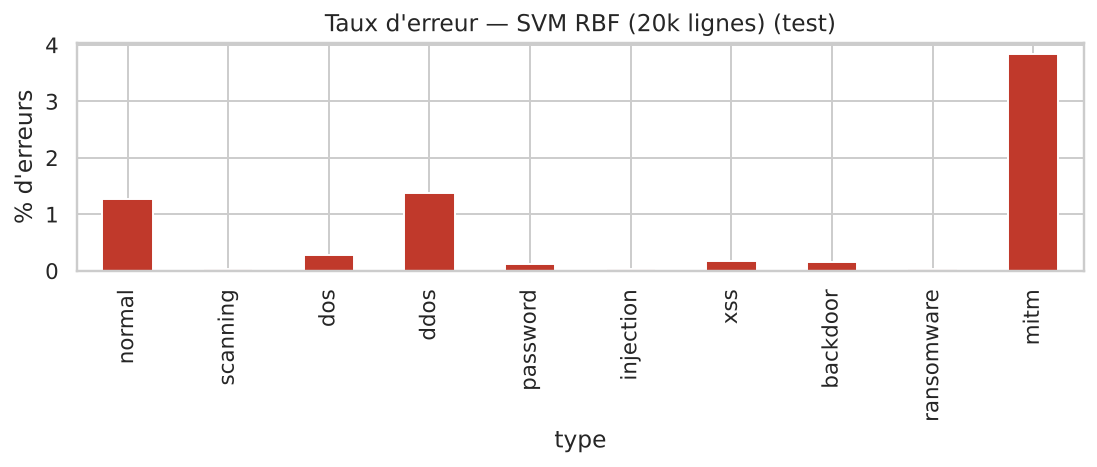 Taux d'erreur — SVM RBF (20k lignes) (test)
% d'erreurs
4
3
2
1
0
normal
scanning
dos
ddos
password
injection
xss
backdoor
ransomware
mitm
type